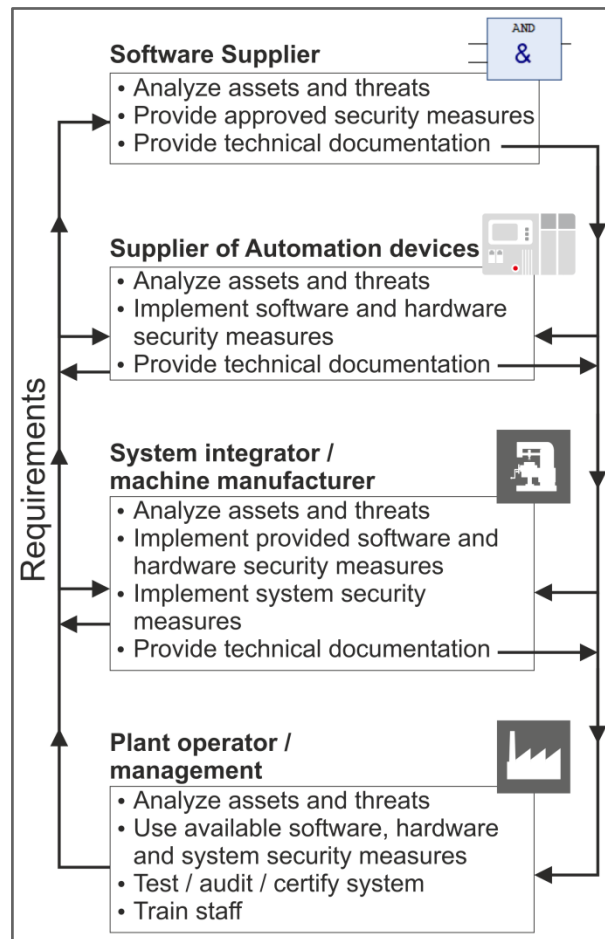 AND
&
Software Supplier
• Analyze assets and threats
• Provide approved security measures
• Provide technical documentation
Supplier of Automation devices
• Analyze assets and threats
• Implement software and hardware
security measures
• Provide technical documentation
Requirements
System integrator /
machine manufacturer
• Analyze assets and threats
• Implement provided software and
hardware security measures
• Implement system security
measures
• Provide technical documentation
Plant operator /
management
• Analyze assets and threats
• Use available software, hardware
and system security measures
• Test / audit / certify system
• Train staff